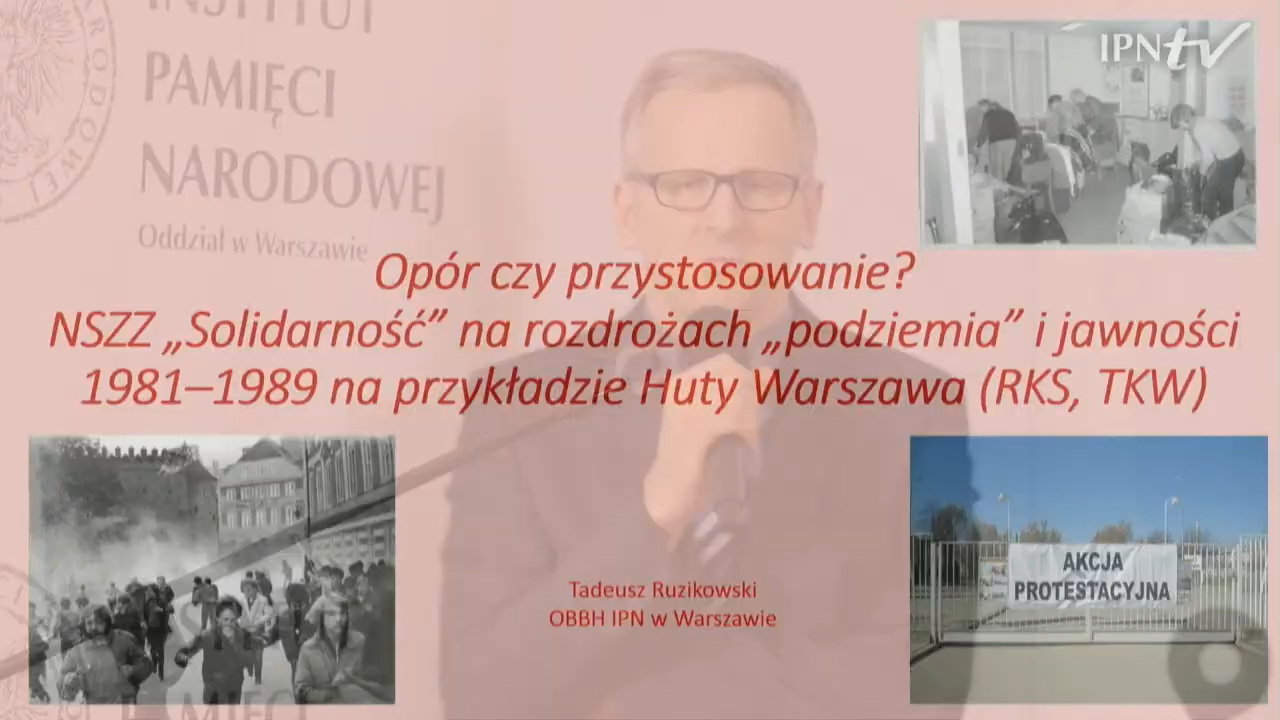 INSTYTUT
PAMIĘCI
NARODOWEJ
Oddział w Warszawie
IPNtv
Opór czy przystosowanie?
NSZZ „Solidarność” na rozdrożach „podziemia” i jawności
1981–1989 na przykładzie Huty Warszawa (RKS, TKW)
AKCJA
PROTESTACYJNA
Tadeusz Ruzikowski
OBBH IPN w Warszawie
PAMIĘCI